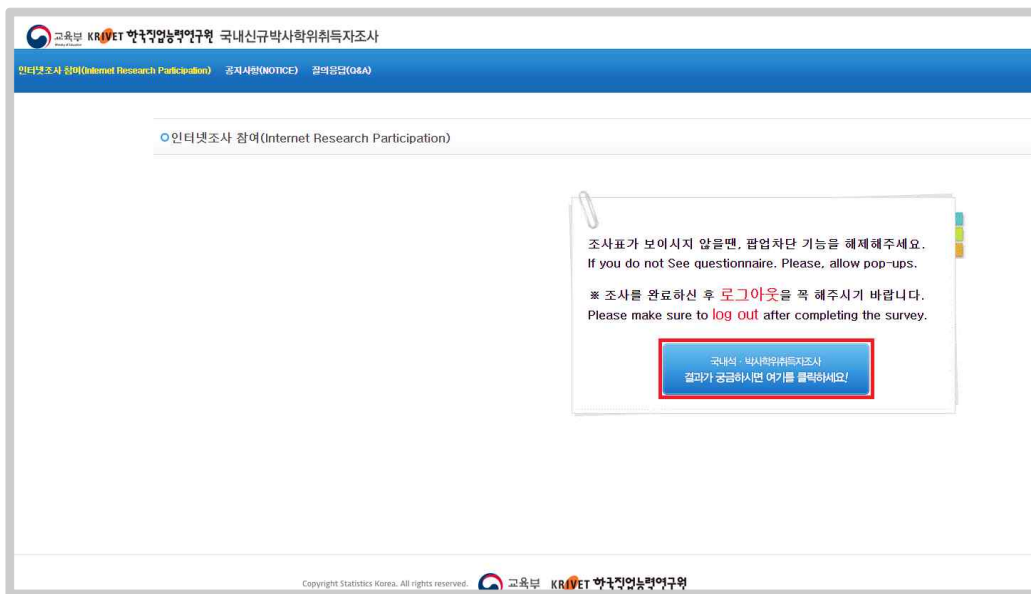 교육부 KRIVET 한국직업능력연구원 국내신규박사학위취득자조사
인터넷조사 참여(Internet Research Participation) 공지사항(NOTICE) 질의응답(Q&A)
인터넷조사 참여(Internet Research Participation)
조사표가 보이시지 않을땐, 팝업차단 기능을 해제해주세요.
If you do not See questionnaire. Please, allow pop-ups.
※ 조사를 완료하신 후 로그아웃을 꼭 해주시기 바랍니다.
Please make sure to log out after completing the survey.
국내석 · 박사학위취득자조사
결과가 궁금하시면 여기를 클릭하세요!
Copyright Statistics Korea. All rights reserved. 교육부 KRIVET 한국직업능력연구원